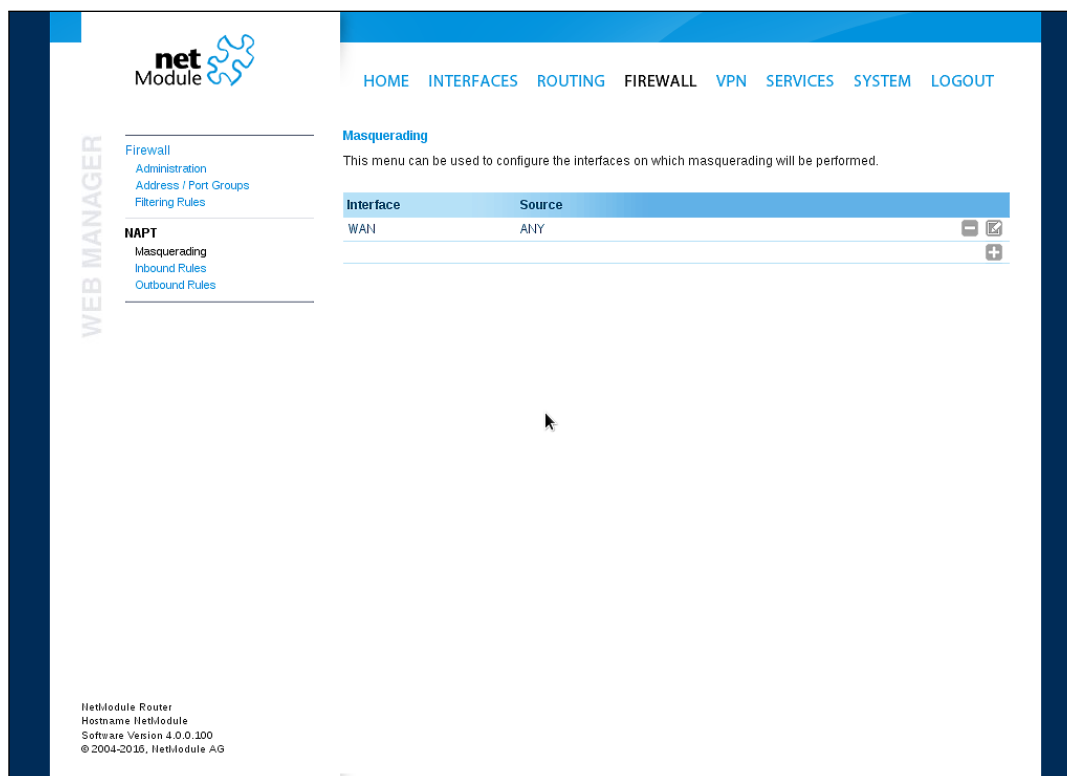 net
Module
HOME INTERFACES ROUTING FIREWALL VPN SERVICES SYSTEM LOGOUT
WEB MANAGER
Firewall
Administration
Address / Port Groups
Filtering Rules
NAPT
Masquerading
Inbound Rules
Outbound Rules
Masquerading
This menu can be used to configure the interfaces on which masquerading will be performed.
Interface Source
WAN ANY
NetModule Router
Hostname NetModule
Software Version 4.0.0.100
© 2004-2016, NetModule AG